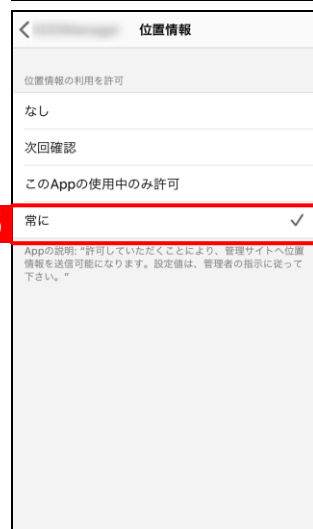 位置情報
位置情報の利用を許可
なし
次回確認
このAppの使用中のみ許可
常に
Appの説明: “許可していただくことにより、管理サイトへ位置
情報を送信可能になります。設定値は、管理者の指示に従って
下さい。”